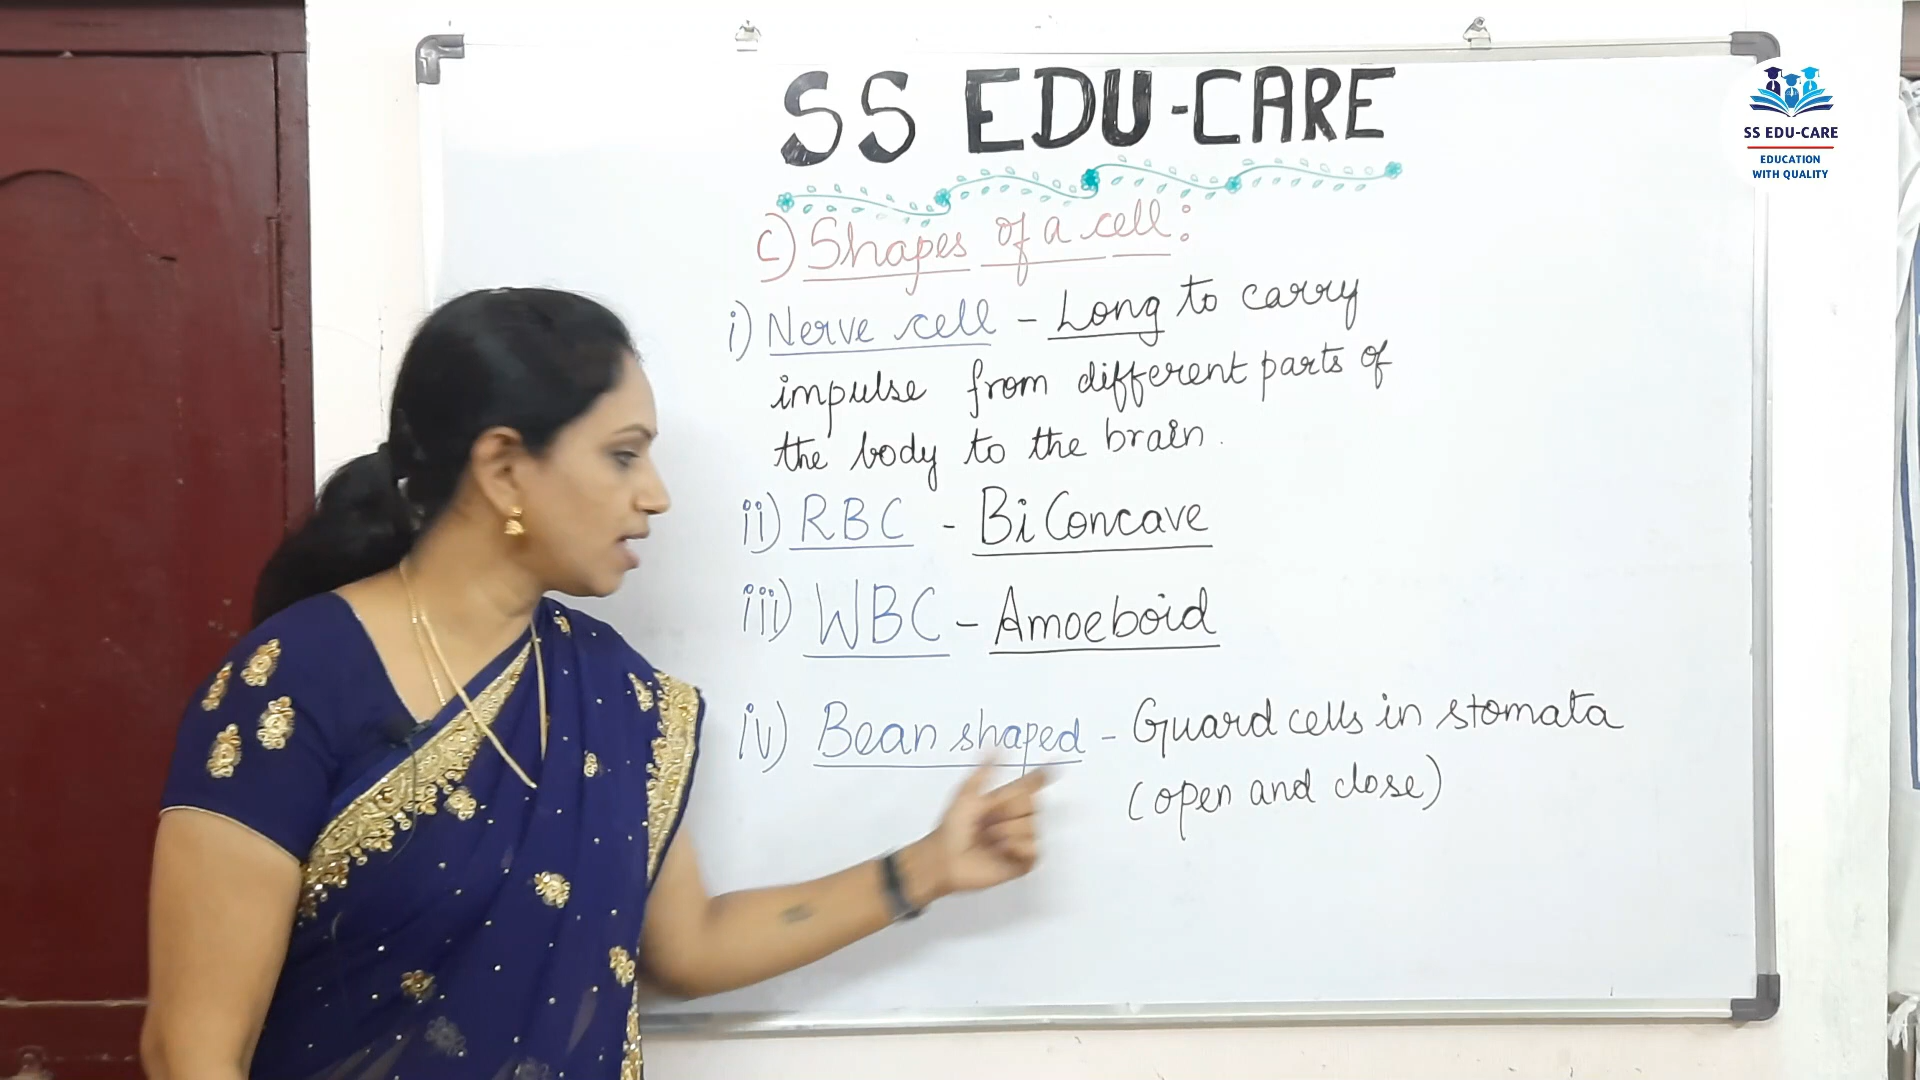 SS EDU-CARE
c) Shapes of a cell:
i) Nerve cell - Long to carry
impulse from different parts of
the body to the brain.
ii) RBC - BiConcave
iii) WBC - Amoeboid
iv) Bean shaped - Guard cells in stomata
(open and close)
SS EDU-CARE
EDUCATION
WITH QUALITY